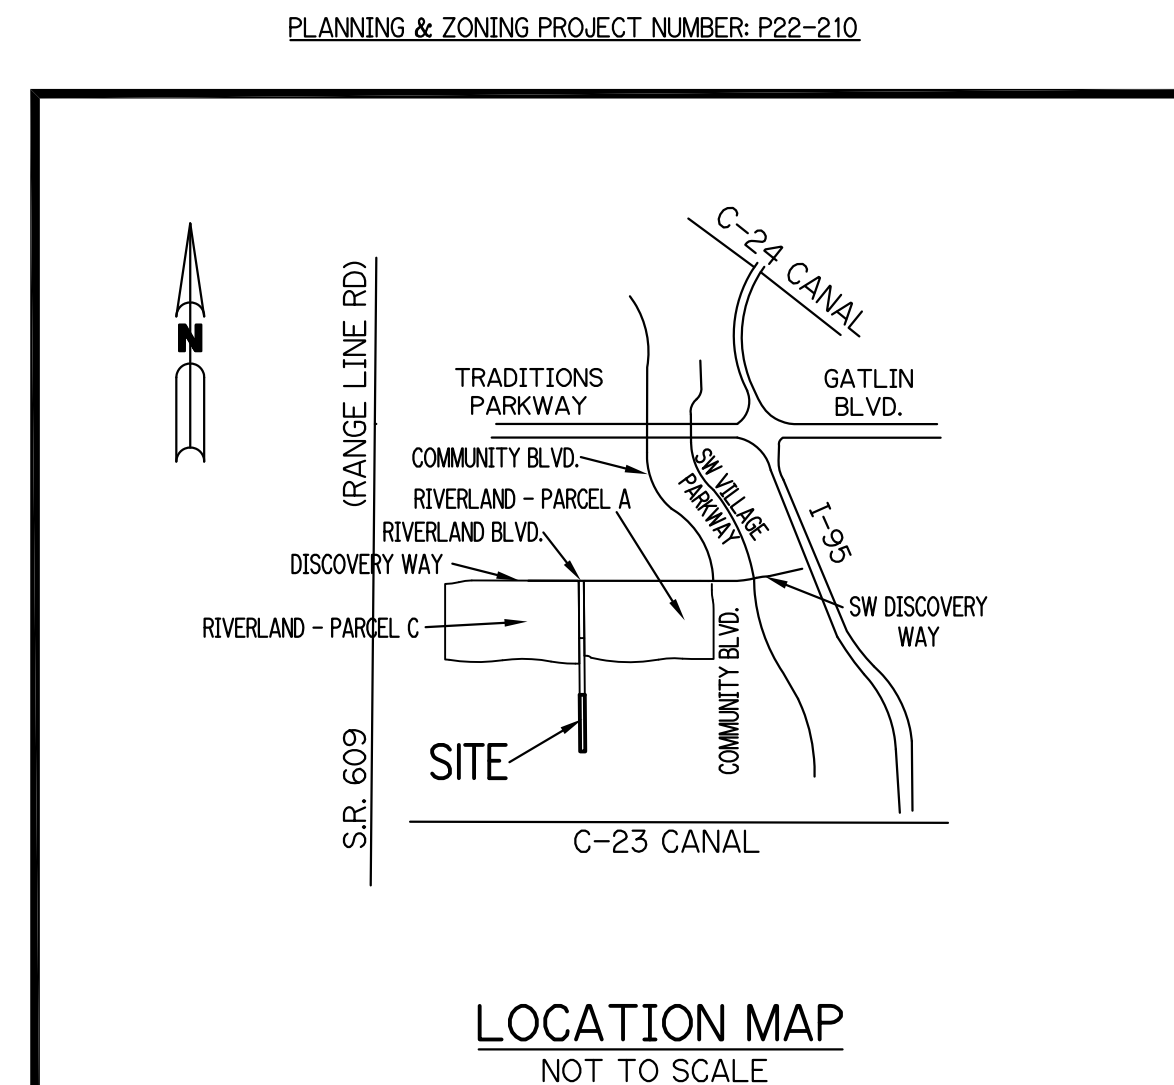 PLANNING & ZONING PROJECT NUMBER: P22-210
C-24 CANAL
N
(RANGE LINE RD)
TRADITIONS
PARKWAY
GATLIN
BLVD.
COMMUNITY BLVD.
SW VILLAGE
PARKWAY
RIVERLAND - PARCEL A
I-95
RIVERLAND BLVD.
DISCOVERY WAY
SW DISCOVERY
WAY
RIVERLAND - PARCEL C
COMMUNITY BLVD.
S.R. 609
SITE
C-23 CANAL
LOCATION MAP
NOT TO SCALE